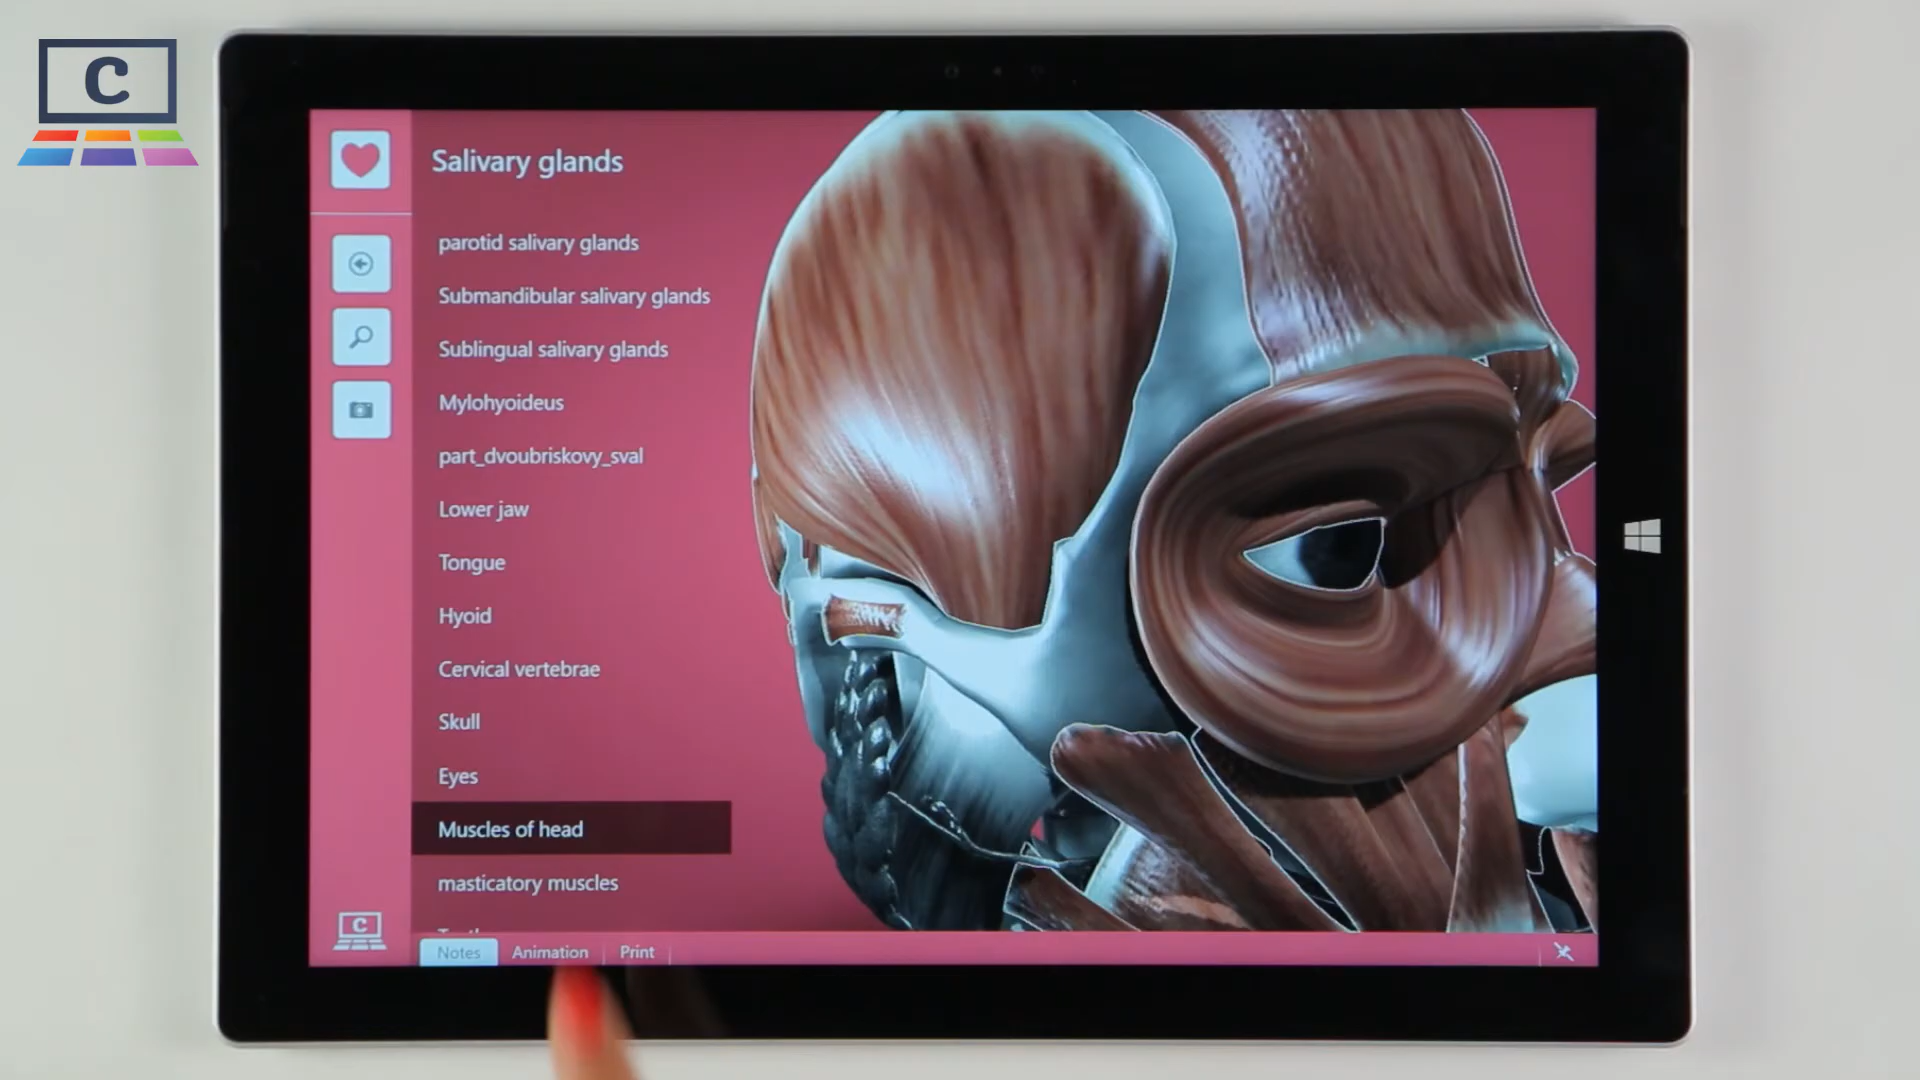 C
Salivary glands
parotid salivary glands
Submandibular salivary glands
Sublingual salivary glands
Mylohyoideus
part_dvoubriskovy_sval
Lower jaw
Tongue
Hyoid
Cervical vertebrae
Skull
Eyes
Muscles of head
masticatory muscles
C
Notes
Animation
Print